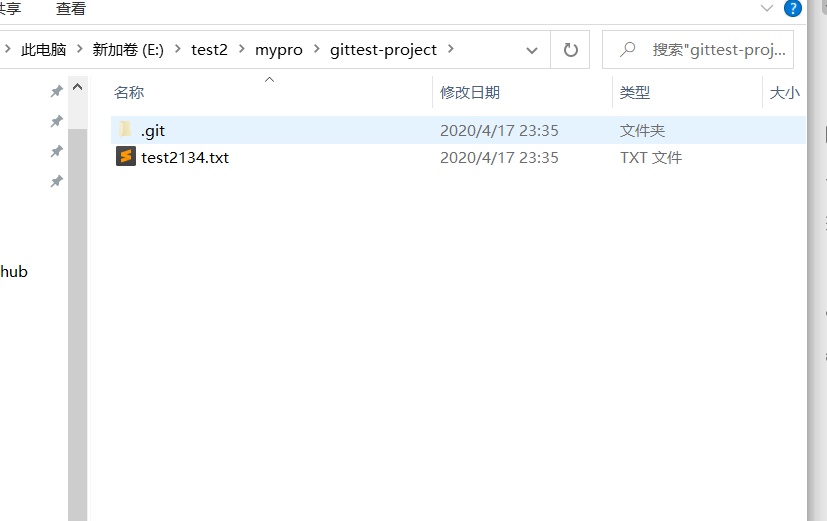 共享 查看
此电脑 新加卷 (E:) test2 mypro gittest-project 搜索"gittest-proj...
名称 修改日期 类型 大小
.git 2020/4/17 23:35 文件夹
test2134.txt 2020/4/17 23:35 TXT 文件
hub